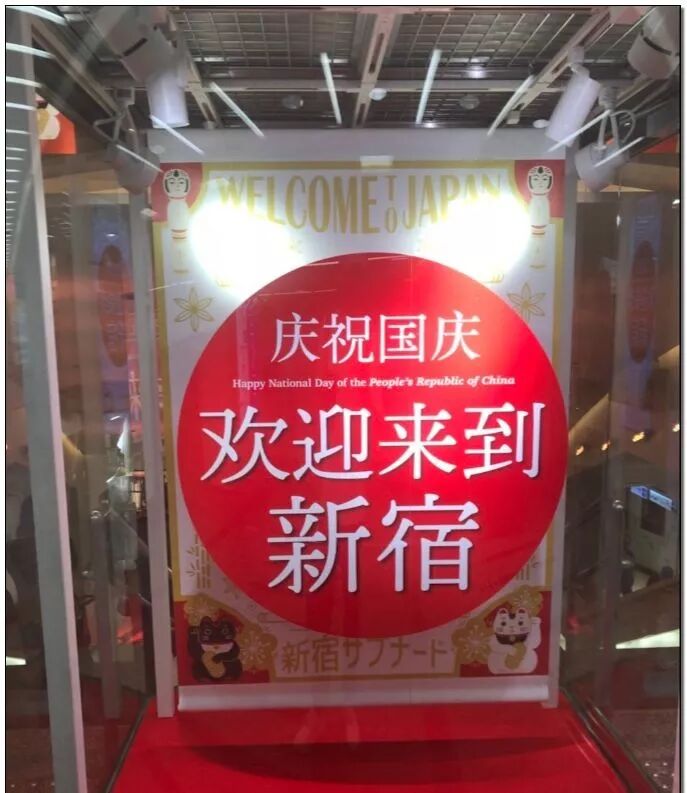 WELCOME TO JAPAN
庆祝国庆
Happy National Day of the People's Republic of China
欢迎来到
新宿
新宿サブナード